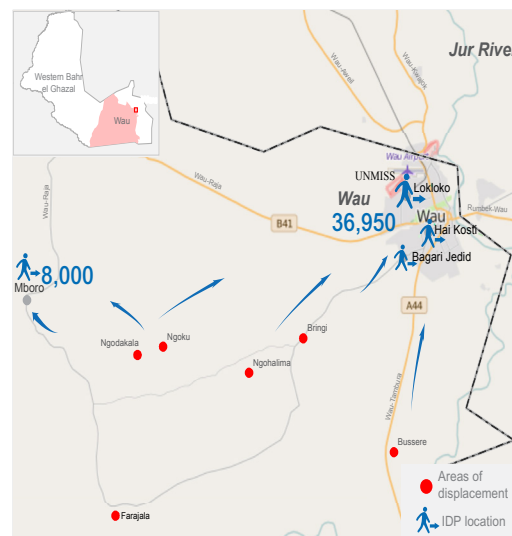 Western Bahr
el Ghazal
Wau
Jur River
Wau-Aweil
Wau-Kwajok
Wau Airport
UNMISS
Lokloko
Wau-Raja
Wau-Raja
Wau
36,950
Wau
Rumbek-Wau
B41
Hai Kosti
Bagari Jedid
8,000
Mboro
A44
Bringi
Ngoku
Ngodakala
Ngohalima
Wau-Tambura
Bussere
Farajala
Areas of
displacement
IDP location